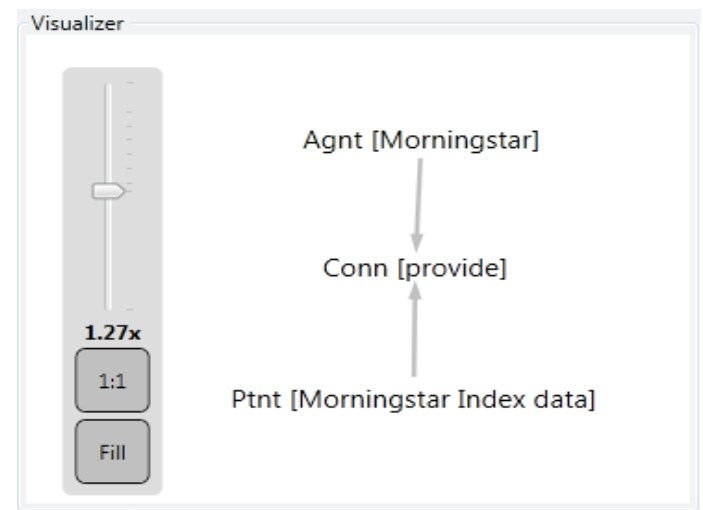 Visualizer
Agnt [Morningstar]
Conn [provide]
1.27x
1:1
Ptnt [Morningstar Index data]
Fill